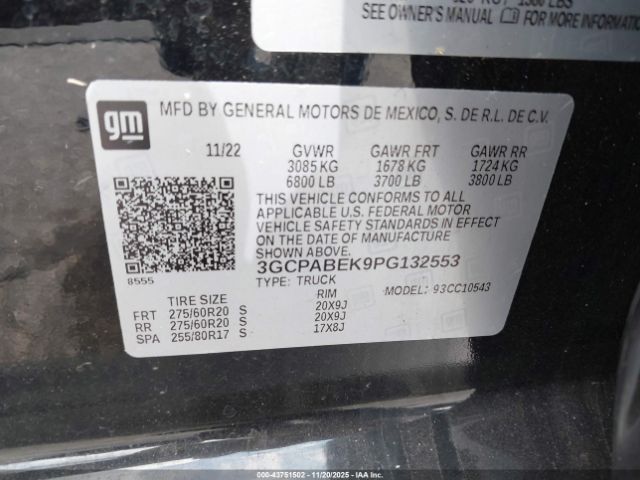 SEE OWNER'S MANUAL FOR MORE INFORMATION
gm
MFD BY GENERAL MOTORS DE MEXICO, S. DE R.L. DE C.V.
11/22 GVWR GAWR FRT GAWR RR
3085 KG 1678 KG 1724 KG
6800 LB 3700 LB 3800 LB
THIS VEHICLE CONFORMS TO ALL
APPLICABLE U.S. FEDERAL MOTOR
VEHICLE SAFETY STANDARDS IN EFFECT
ON THE DATE OF MANUFACTURE.
3GCPABEK9PG132553
8555 TYPE: TRUCK MODEL: 93CC10543
TIRE SIZE RIM
FRT 275/60R20 S 20X9J
RR 275/60R20 S 20X9J
SPA 255/80R17 S 17X8J
000-43751502 - 11/20/2025 - IAAI.COM